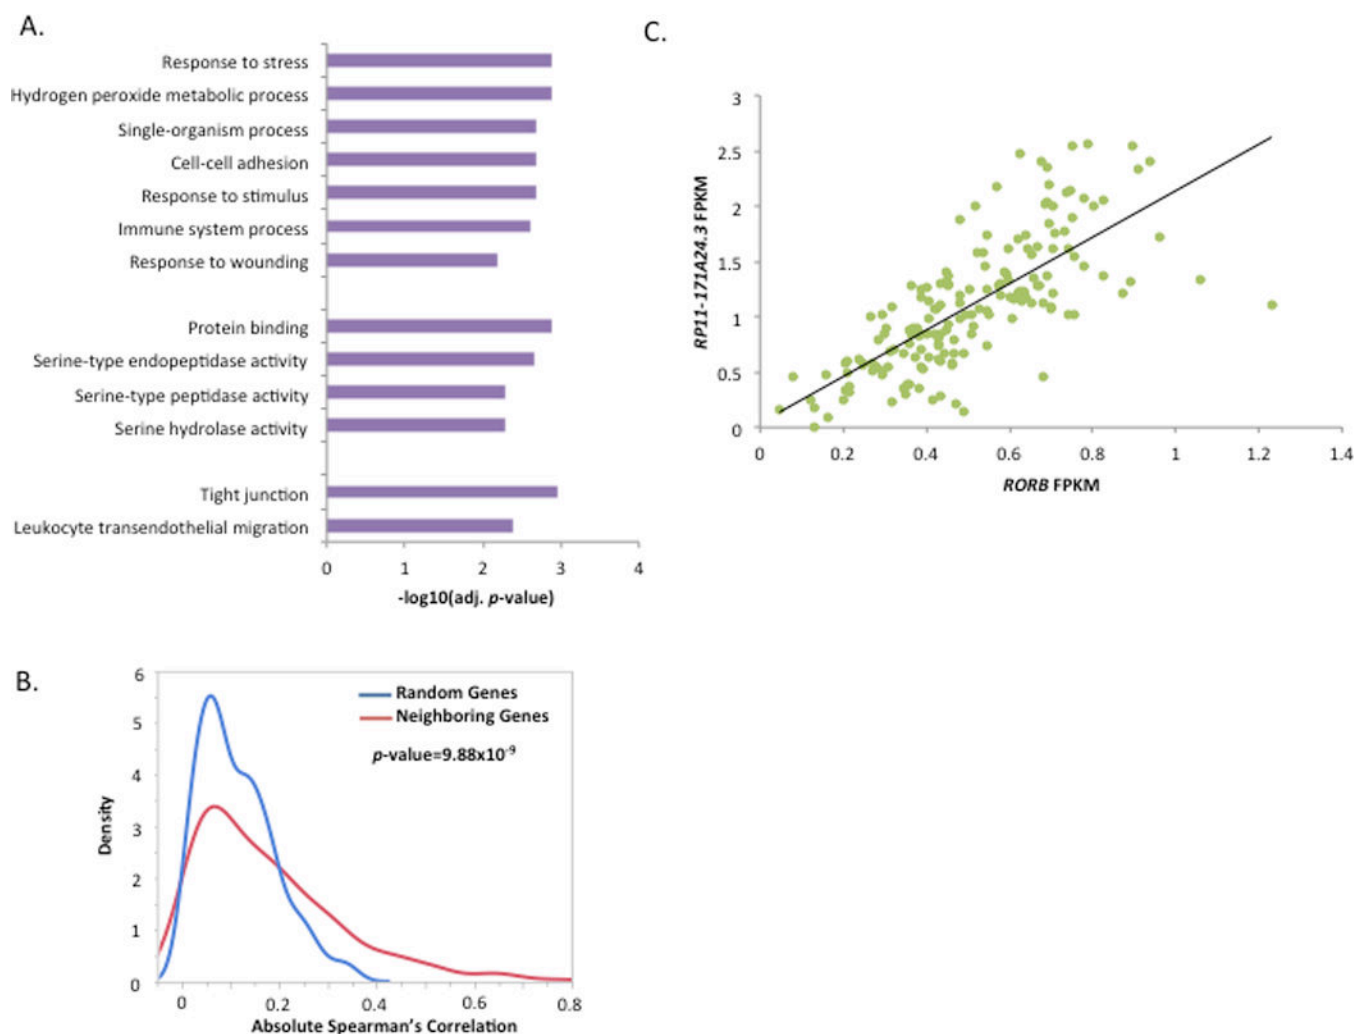 A.
Response to stress
Hydrogen peroxide metabolic process
Single-organism process
Cell-cell adhesion
Response to stimulus
Immune system process
Response to wounding
Protein binding
Serine-type endopeptidase activity
Serine-type peptidase activity
Serine hydrolase activity
Tight junction
Leukocyte transendothelial migration
0 1 2 3 4
-log10(adj. p-value)
B.
6
5
4
3
2
1
0
Density
Random Genes
Neighboring Genes
p-value=9.88x10⁻⁹
0 0.2 0.4 0.6 0.8
Absolute Spearman's Correlation
C.
3
2.5
2
1.5
1
0.5
0
RP11-171A24.3 FPKM
0 0.2 0.4 0.6 0.8 1 1.2 1.4
RORB FPKM